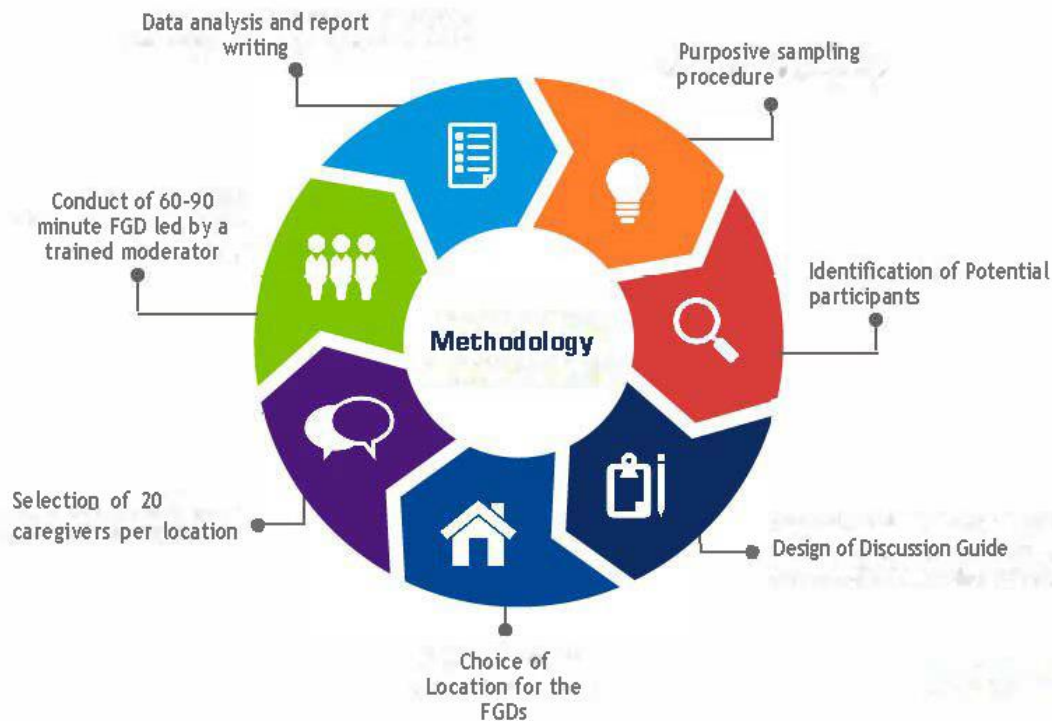 Data analysis and report
writing
Purposive sampling
procedure
Conduct of 60-90
minute FGD led by a
trained moderator
Identification of Potential
participants
Methodology
Selection of 20
caregivers per location
Design of Discussion Guide
Choice of
Location for the
FGDs